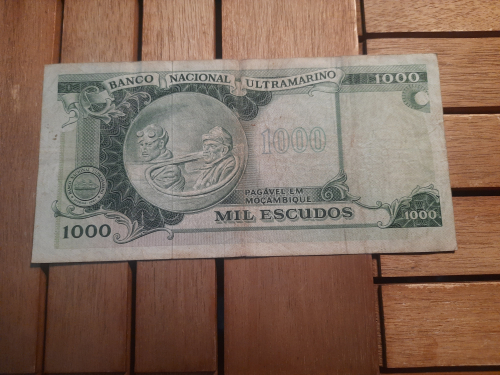 BANCO NACIONAL ULTRAMARINO
1000
1000
PAGÁVEL EM
MOÇAMBIQUE
MIL ESCUDOS
1000
1000